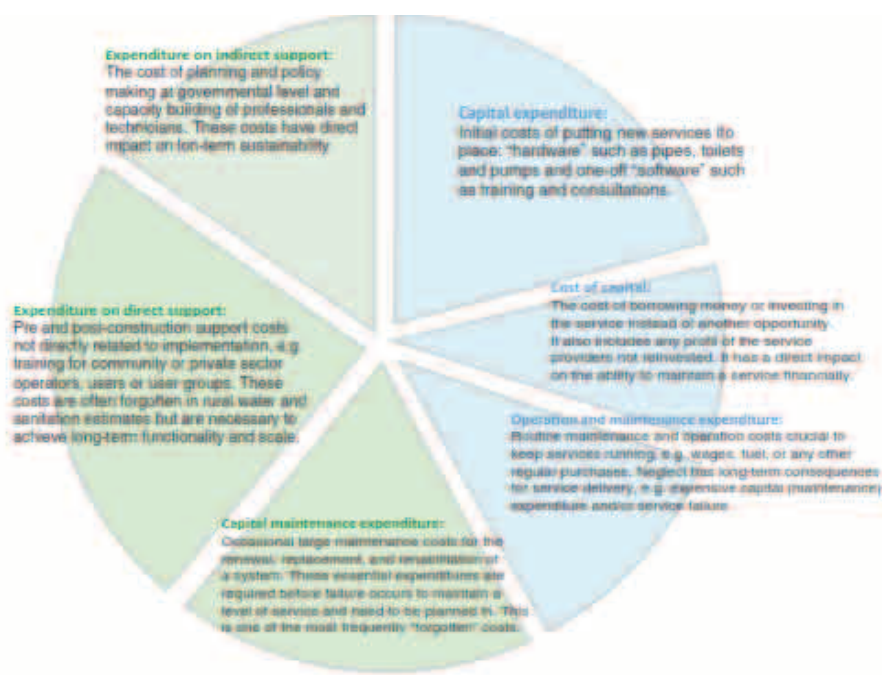 Expenditure on indirect support:
The cost of planning and policy
making at governmental level and
capacity building of professionals and
technicians. These costs have direct
impact on lon-term sustainability
Capital expenditure:
Initial costs of putting new services ito
place: "hardware" such as pipes, toilets
and pumps and one-off "software" such
as training and consultations.
Cost of capital:
The cost of borrowing money or investing in
the service instead of another opportunity.
It also includes any profit of the service
providers not reinvested. It has a direct impact
on the ability to maintain a service financially.
Operation and maintenance expenditure:
Routine maintenance and operation costs crucial to
keep services running, e.g. wages, fuel, or any other
regular purchases. Neglect has long-term consequences
for service delivery, e.g. expensive capital (maintenance)
expenditure and/or service failure.
Capital maintenance expenditure:
Occasional large maintenance costs for the
renewal, replacement, and rehabilitation of
a system. These essential expenditures are
required before failure occurs to maintain a
level of service and need to be planned in. This
is one of the most frequently "forgotten" costs.
Expenditure on direct support:
Pre and post-construction support costs
not directly related to implementation, e.g
training for community or private sector
operators, users or user groups. These
costs are often forgotten in rural water and
sanitation estimates but are necessary to
achieve long-term functionality and scale.